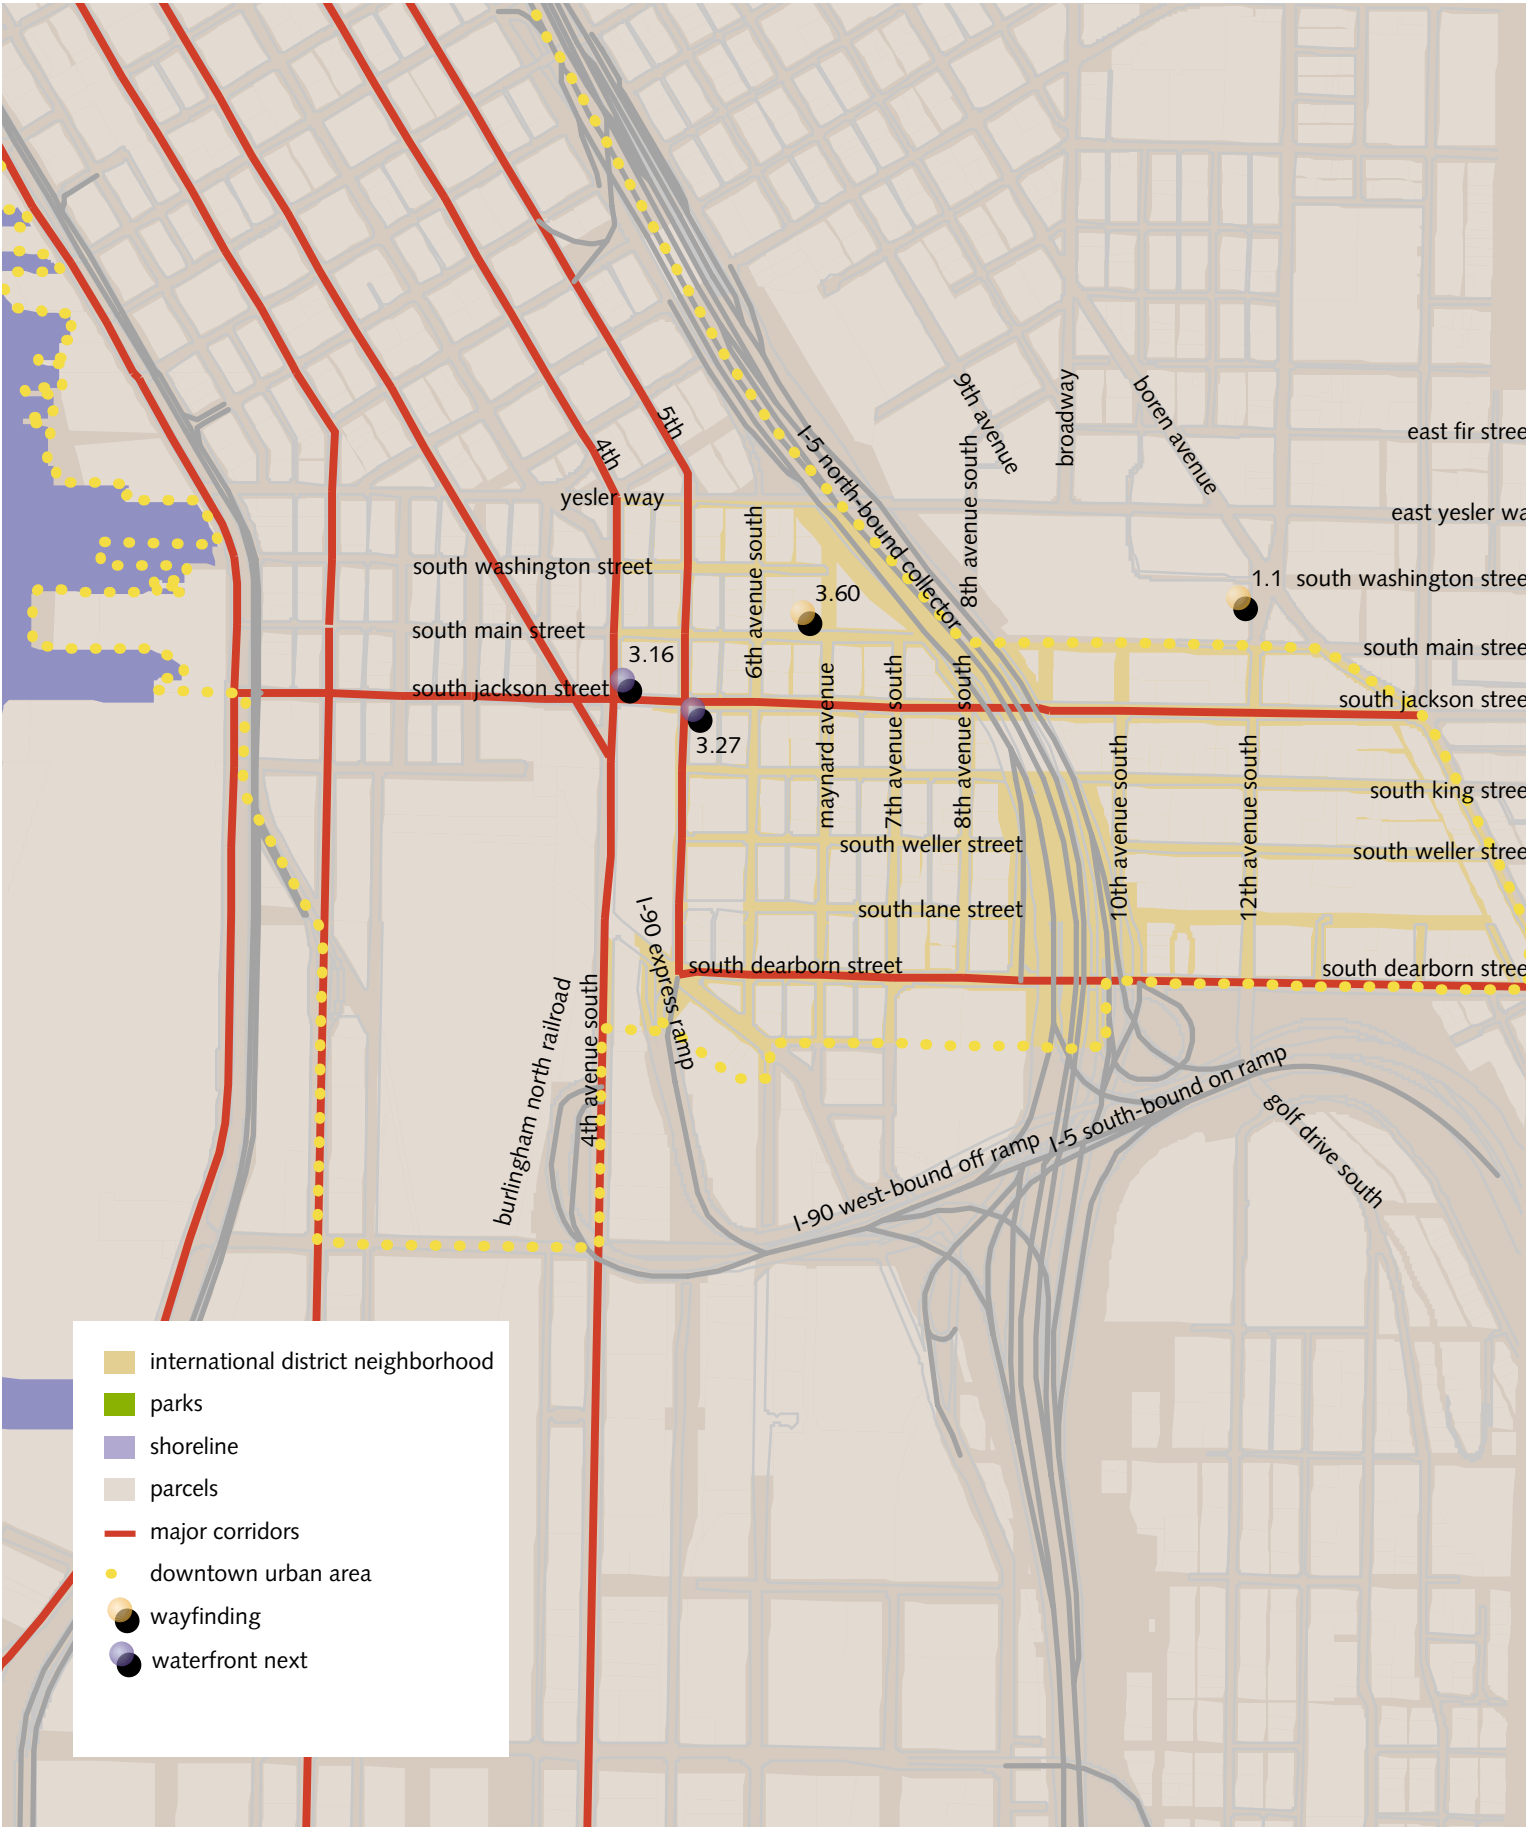 9th avenue
broadway
boren avenue
5th
4th
I-5 north-bound collector
8th avenue south
east fir stree
yesler way
east yesler wa
6th avenue south
south washington street
3.60
1.1
south washington stree
south main street
3.16
south main stree
south jackson street
south jackson stree
3.27
maynard avenue
7th avenue south
8th avenue south
10th avenue south
12th avenue south
south king stree
south weller street
south weller stree
south lane street
I-90 express ramp
south dearborn street
south dearborn stree
burlingham north railroad
4th avenue south
I-90 west-bound off ramp
I-5 south-bound on ramp
golf drive south
international district neighborhood
parks
shoreline
parcels
major corridors
downtown urban area
wayfinding
waterfront next